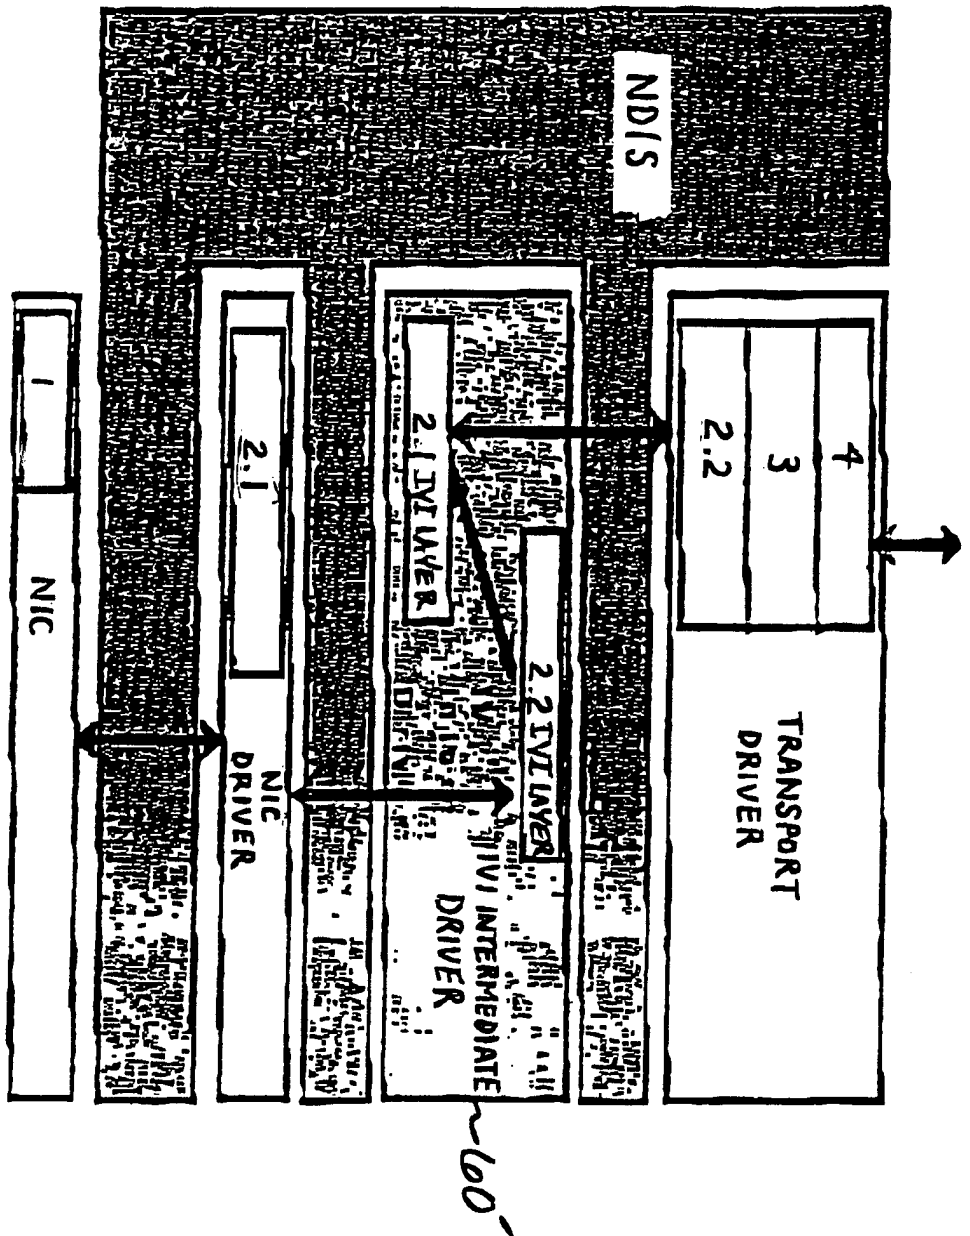 NDIS
4
3
2.2
TRANSPORT
DRIVER
2.2 IVI LAYER
2.1 IVI LAYER
IVI INTERMEDIATE
DRIVER
60
2.1
NIC
DRIVER
1
NIC